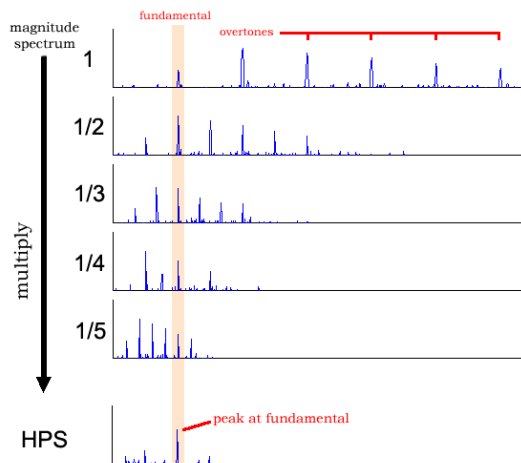 fundamental
magnitude
spectrum
overtones
1
1/2
1/3
1/4
1/5
multiply
HPS
peak at fundamental